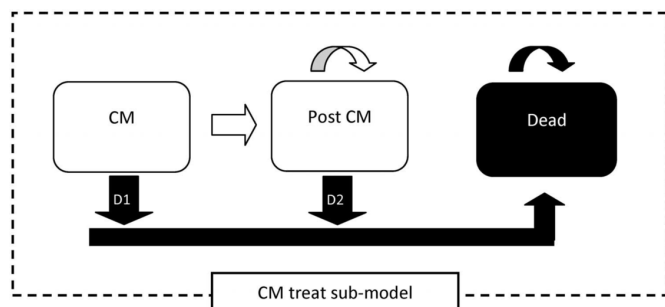 CM
Post CM
Dead
D1
D2
CM treat sub-model